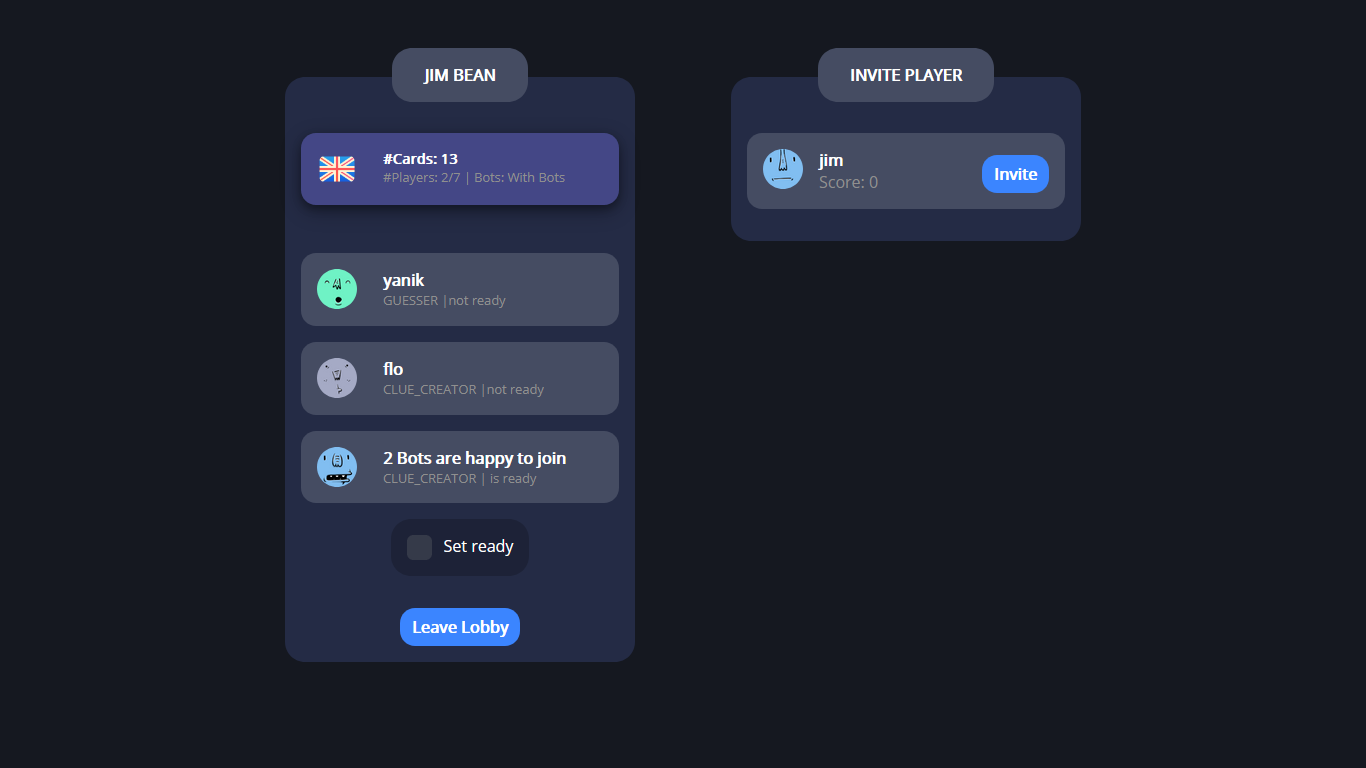 JIM BEAN
#Cards: 13
#Players: 2/7 | Bots: With Bots
yanik
GUESSER |not ready
flo
CLUE_CREATOR |not ready
2 Bots are happy to join
CLUE_CREATOR | is ready
Set ready
Leave Lobby
INVITE PLAYER
jim
Score: 0
Invite